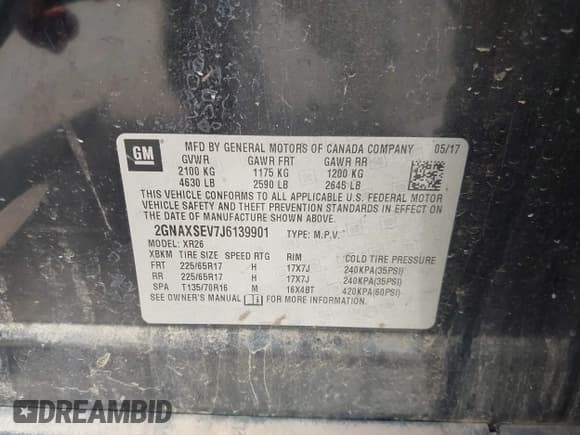 GM MFD BY GENERAL MOTORS OF CANADA COMPANY 05/17
GVWR GAWR FRT GAWR RR
2100 KG 1175 KG 1200 KG
4630 LB 2590 LB 2645 LB
THIS VEHICLE CONFORMS TO ALL APPLICABLE U.S. FEDERAL MOTOR
VEHICLE SAFETY AND THEFT PREVENTION STANDARDS IN EFFECT ON THE
DATE OF MANUFACTURE SHOWN ABOVE.
2GNAXSEV7J6139901 TYPE: M.P.V.
MODEL: XR26
XBKM TIRE SIZE SPEED RTG RIM COLD TIRE PRESSURE
FRT 225/65R17 H 17X7J 240KPA(35PSI)
RR 225/65R17 H 17X7J 240KPA(35PSI)
SPA T135/70R16 M 16X4BT 420KPA(60PSI)
SEE OWNER'S MANUAL FOR MORE INFORMATION
DREAMBID